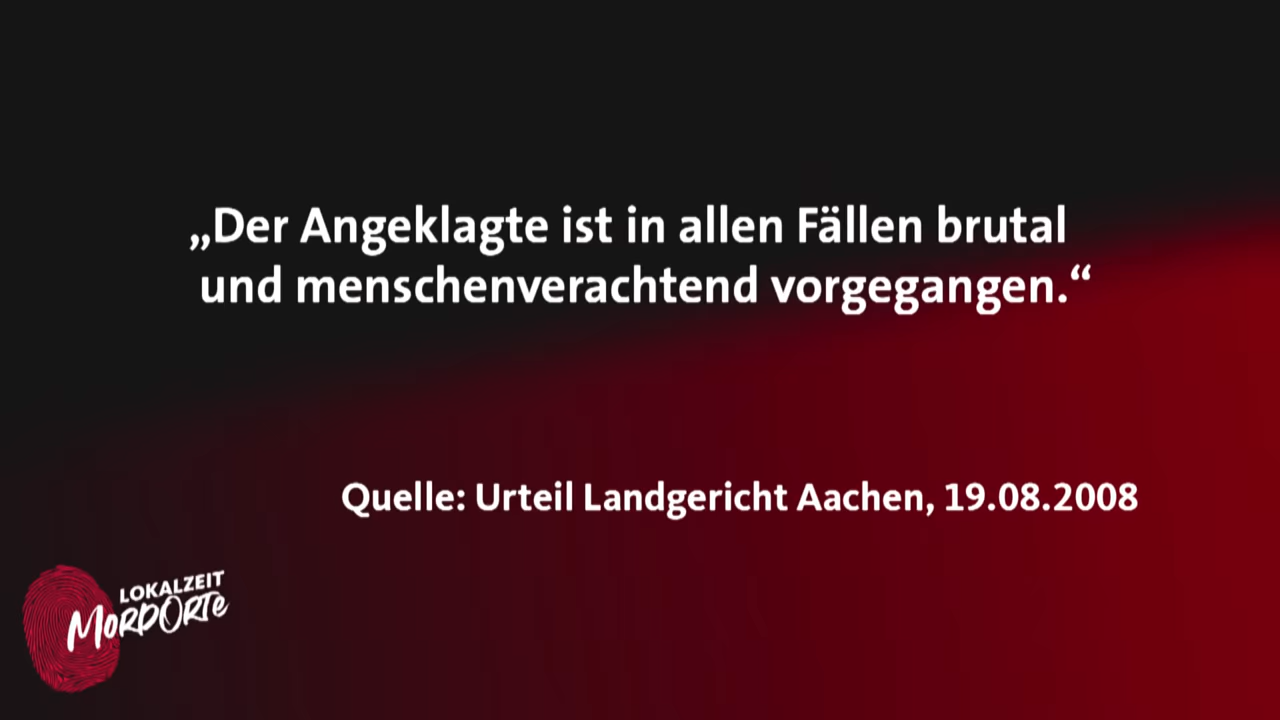 „Der Angeklagte ist in allen Fällen brutal
und menschenverachtend vorgegangen.“
Quelle: Urteil Landgericht Aachen, 19.08.2008
LOKALZEIT
MORDORTe